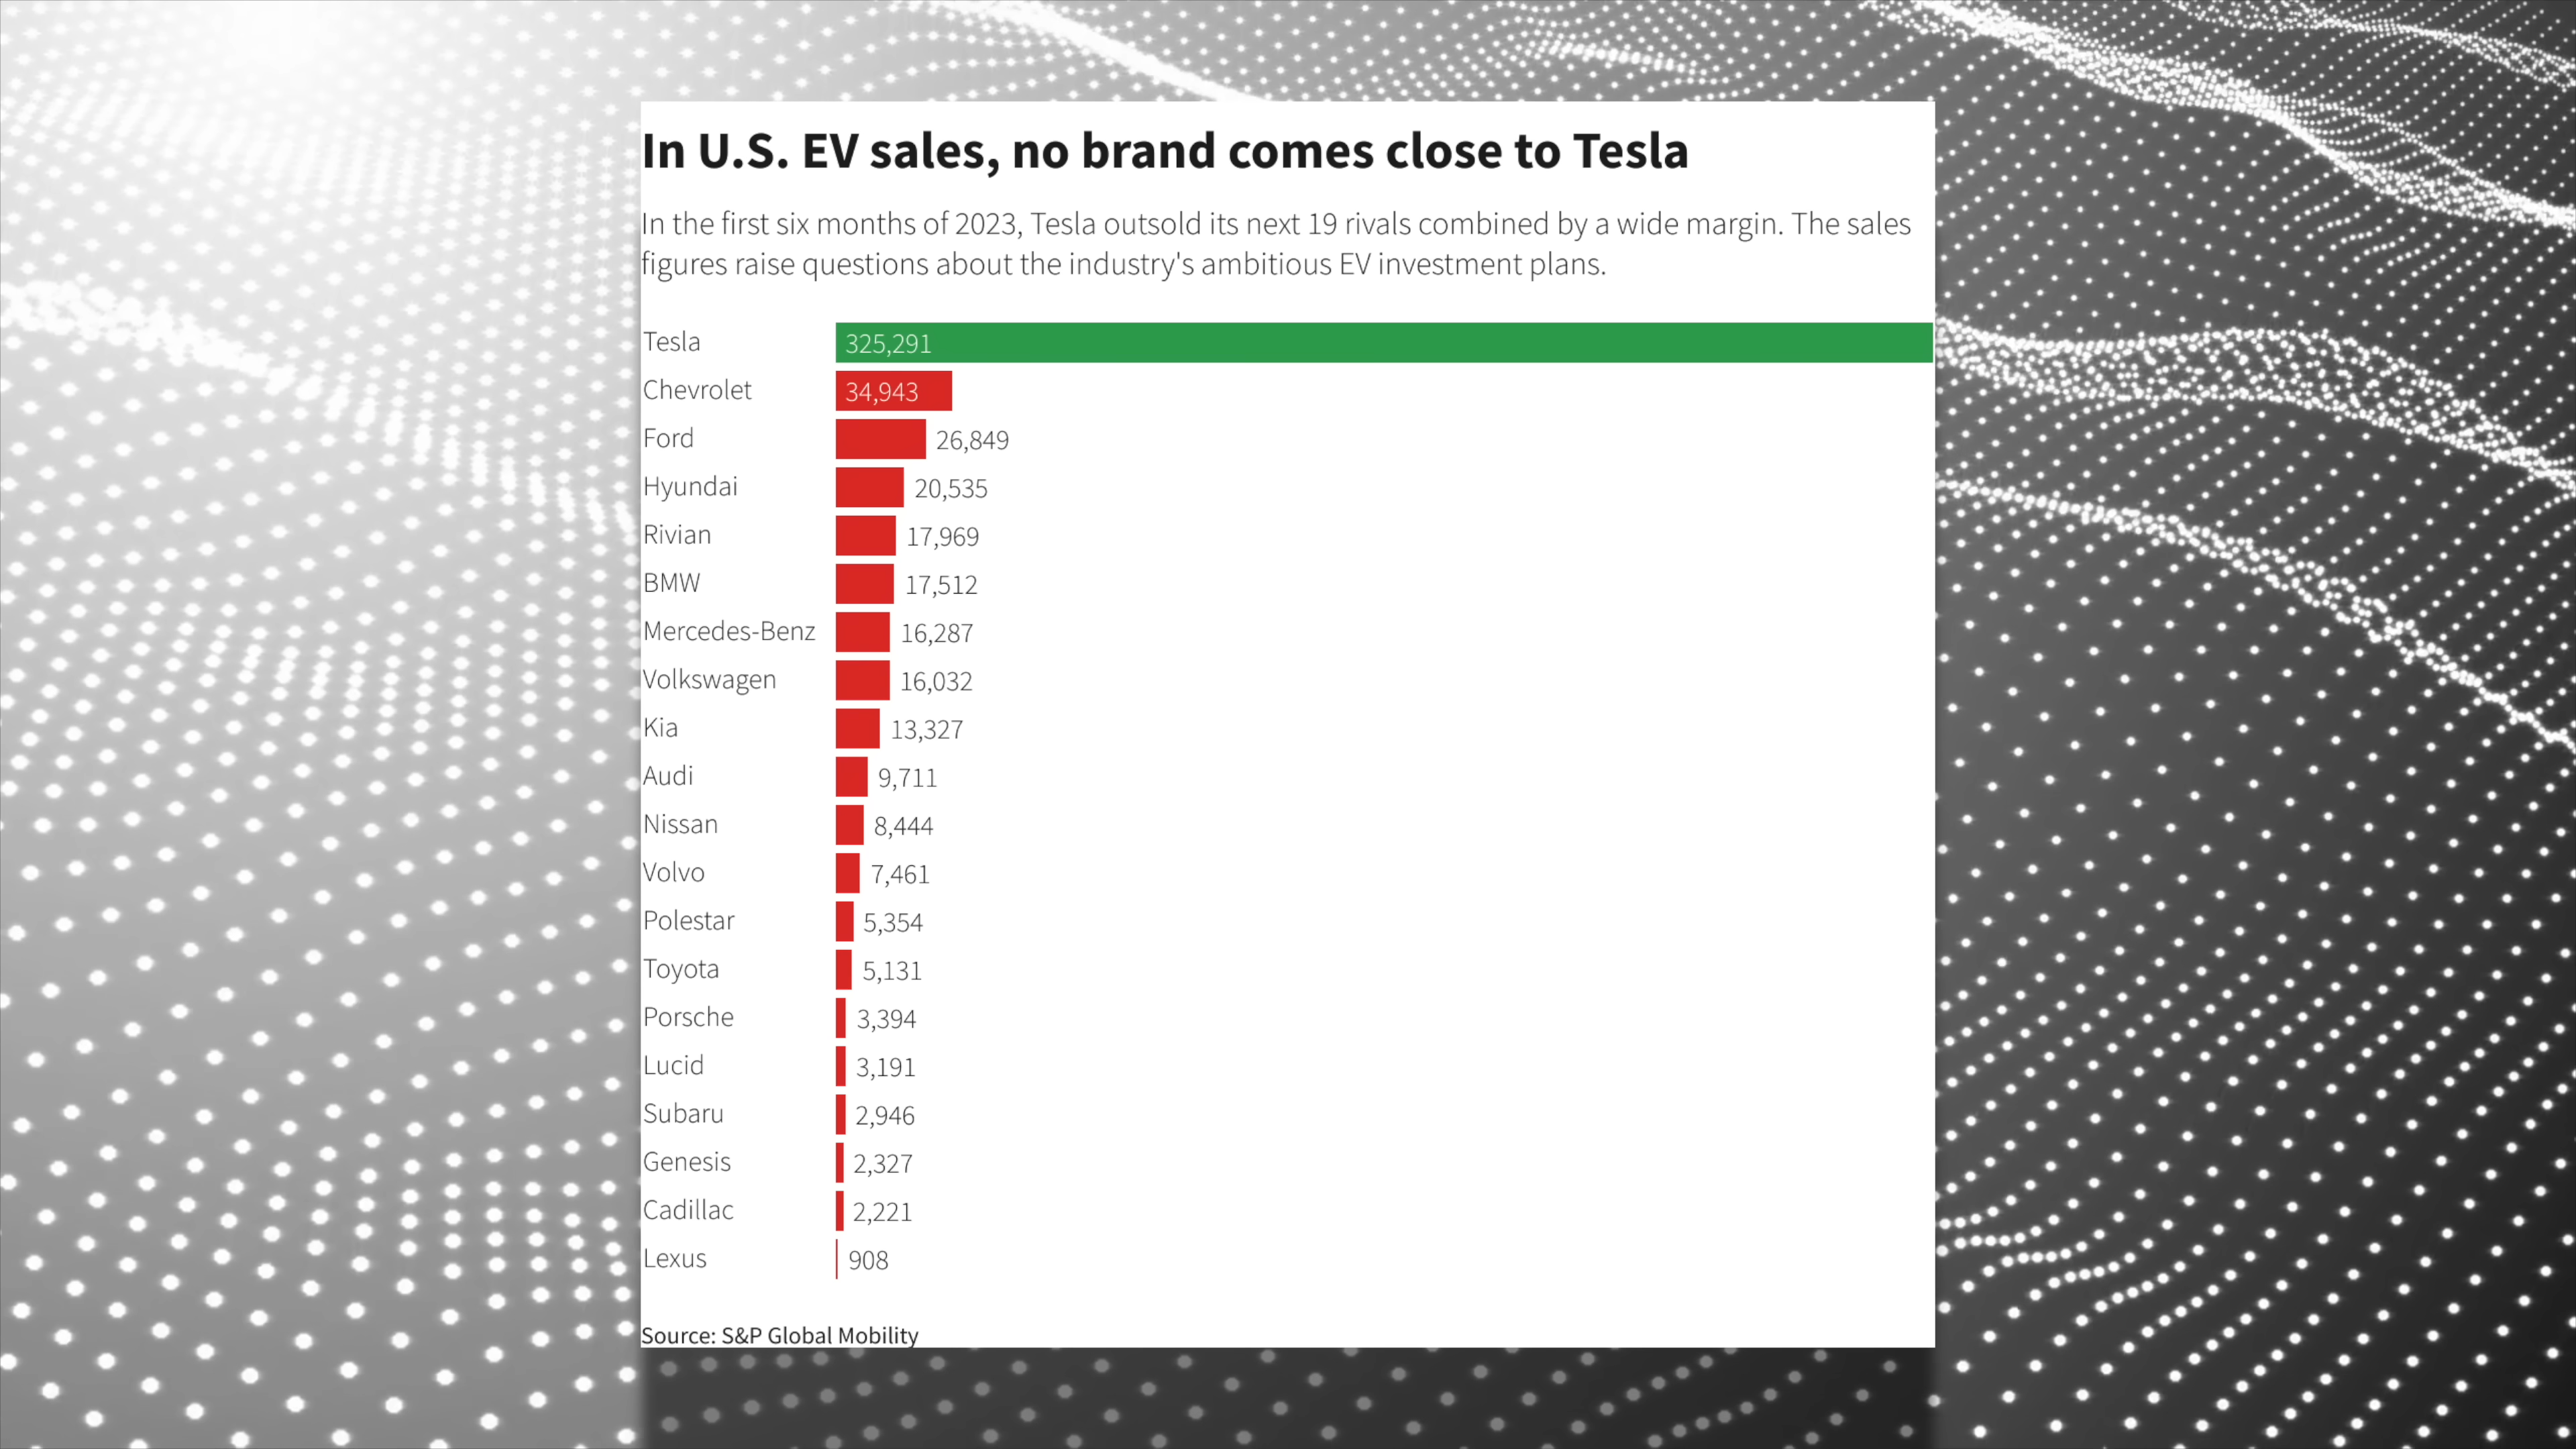 In U.S. EV sales, no brand comes close to Tesla
In the first six months of 2023, Tesla outsold its next 19 rivals combined by a wide margin. The sales
figures raise questions about the industry's ambitious EV investment plans.
Tesla 325,291
Chevrolet 34,943
Ford 26,849
Hyundai 20,535
Rivian 17,969
BMW 17,512
Mercedes-Benz 16,287
Volkswagen 16,032
Kia 13,327
Audi 9,711
Nissan 8,444
Volvo 7,461
Polestar 5,354
Toyota 5,131
Porsche 3,394
Lucid 3,191
Subaru 2,946
Genesis 2,327
Cadillac 2,221
Lexus 908
Source: S&P Global Mobility